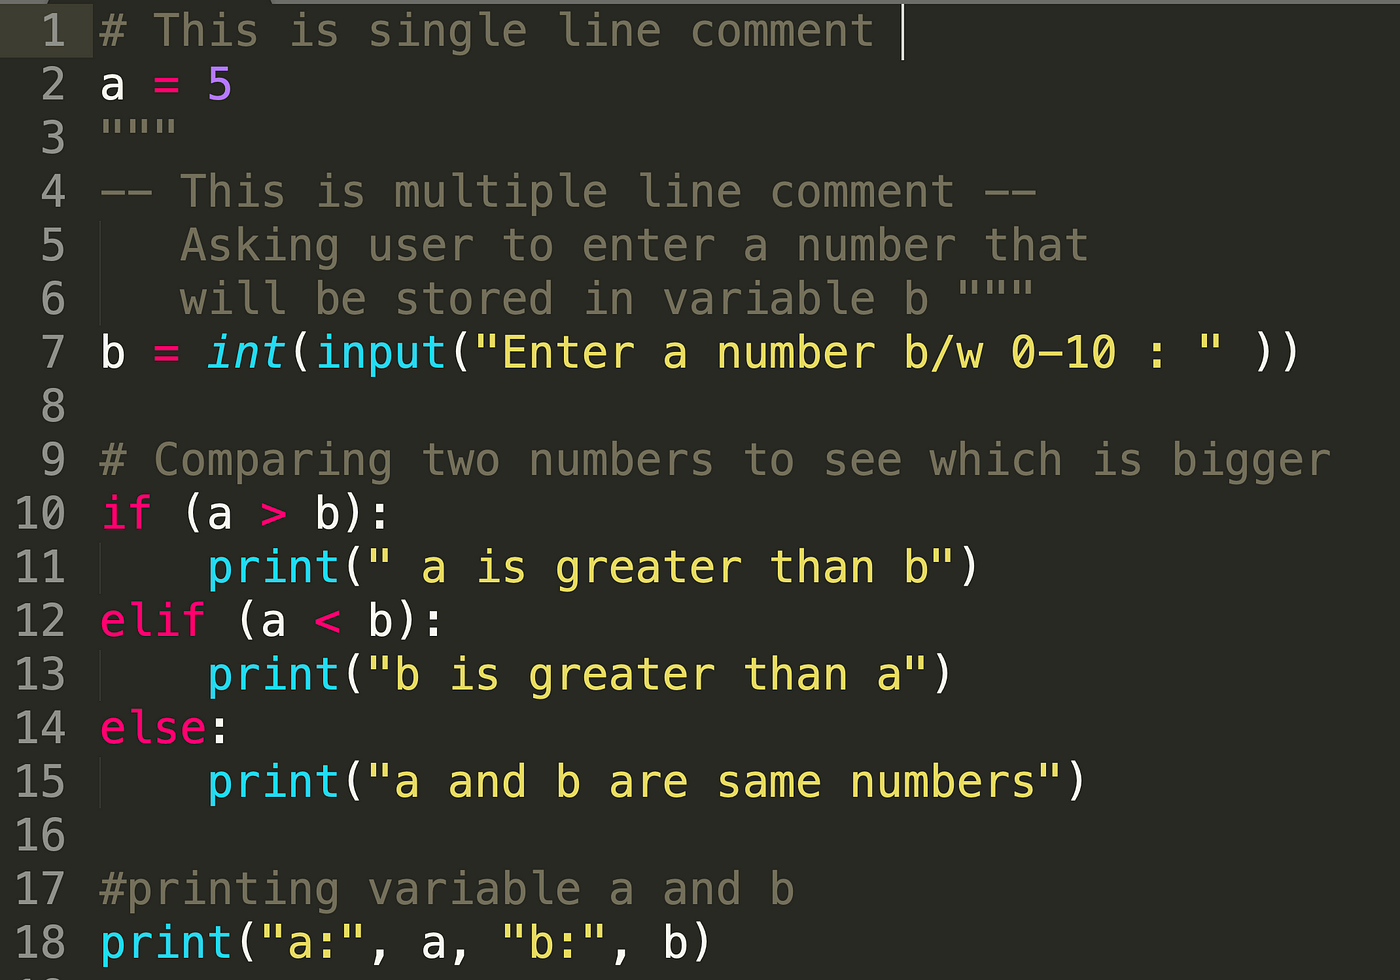 1 # This is single line comment
2 a = 5
3 """
4 -- This is multiple line comment --
5    Asking user to enter a number that
6    will be stored in variable b """
7 b = int(input("Enter a number b/w 0-10 : " ))
8
9 # Comparing two numbers to see which is bigger
10 if (a > b):
11     print(" a is greater than b")
12 elif (a < b):
13     print("b is greater than a")
14 else:
15     print("a and b are same numbers")
16
17 #printing variable a and b
18 print("a:", a, "b:", b)